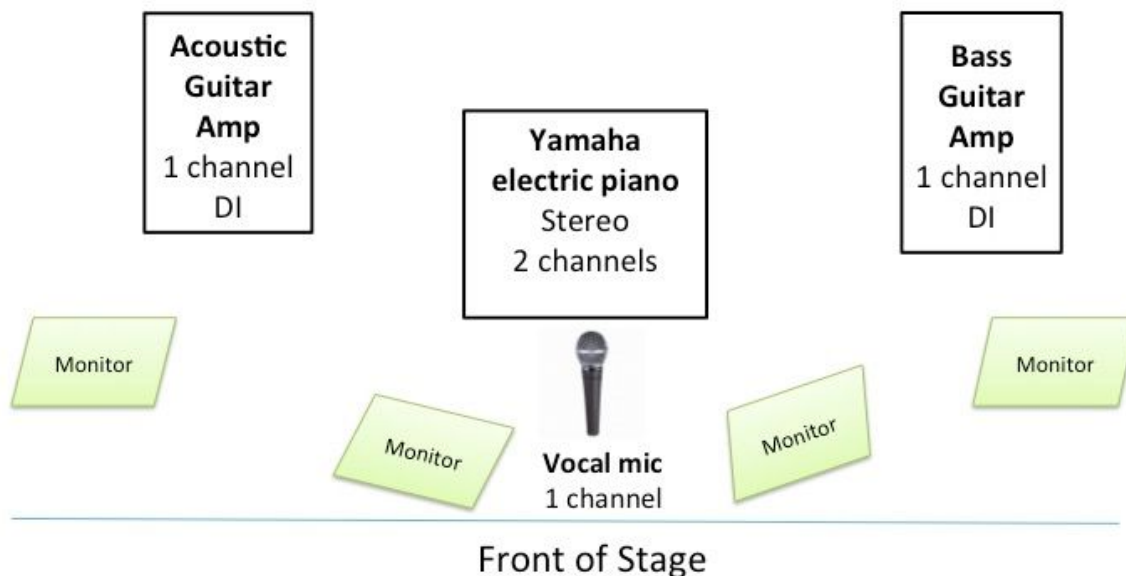 Acoustic
Guitar
Amp
1 channel
DI
Yamaha
electric piano
Stereo
2 channels
Bass
Guitar
Amp
1 channel
DI
Monitor
Monitor
Vocal mic
1 channel
Monitor
Monitor
Front of Stage